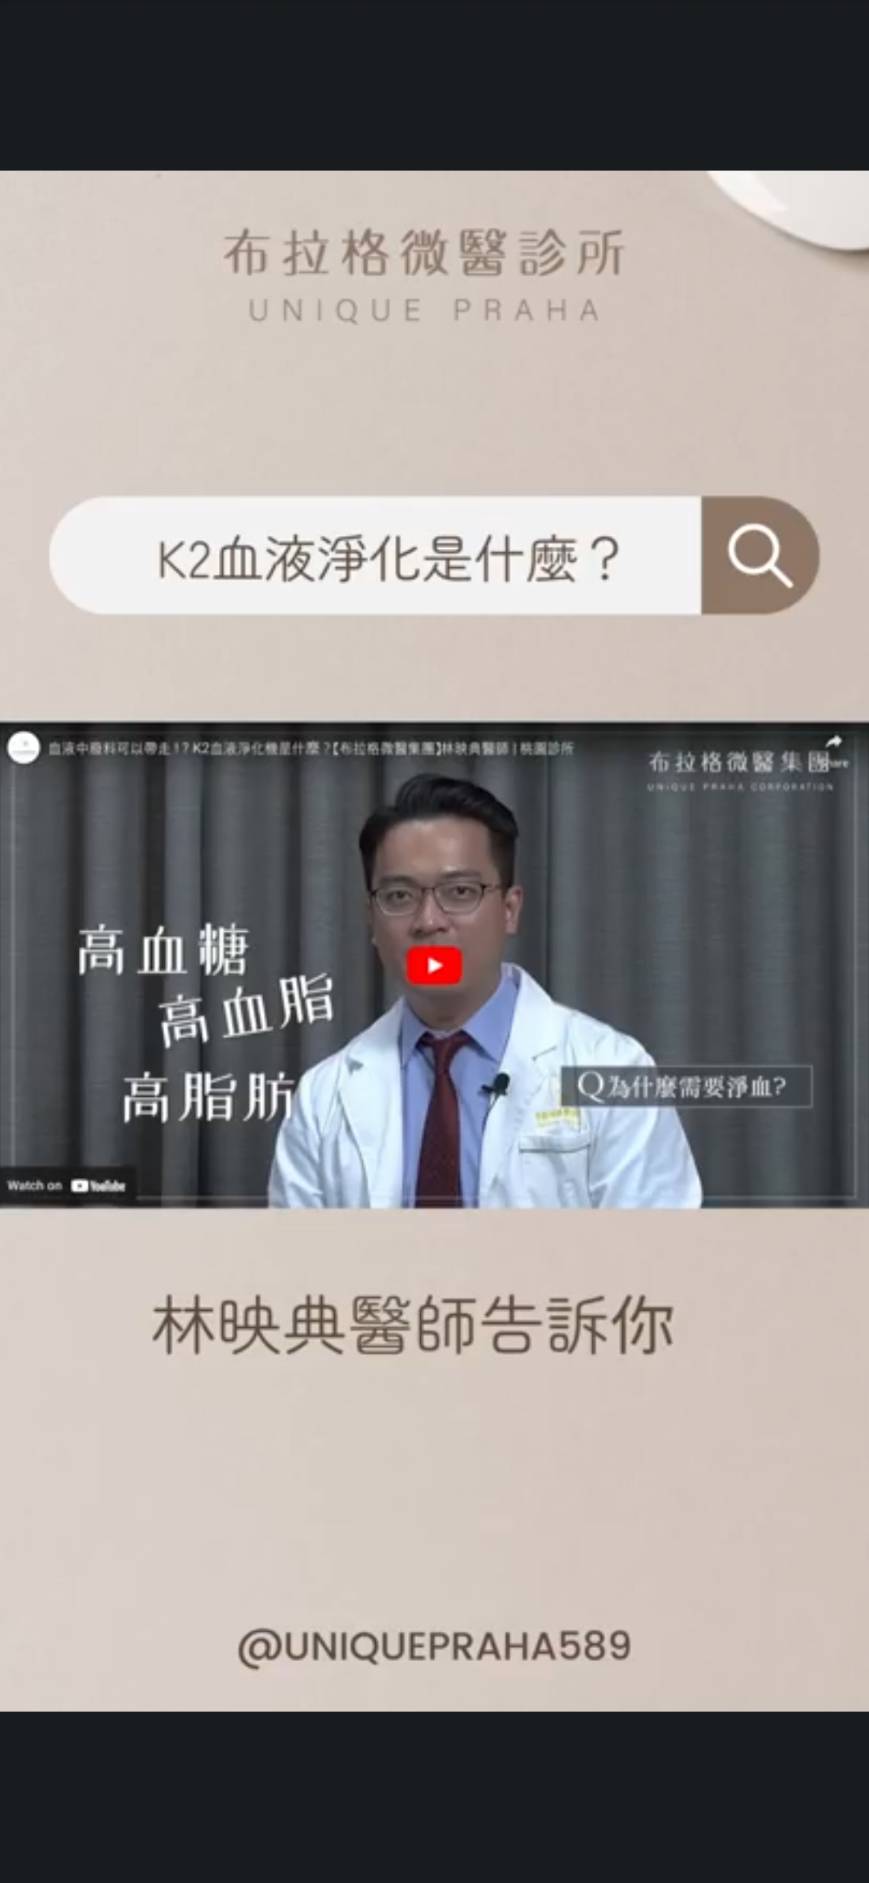 布拉格微醫診所
UNIQUE PRAHA
K2血液淨化是什麼？
血液中廢料可以帶走！？K2血液淨化機是什麼？【布拉格微醫集團】林映典醫師 | 桃園診所
布拉格微醫集團
UNIQUE PRAHA CORPORATION
高血糖
高血脂
高脂肪
Q為什麼需要淨血?
Watch on YouTube
林映典醫師告訴你
@UNIQUEPRAHA589